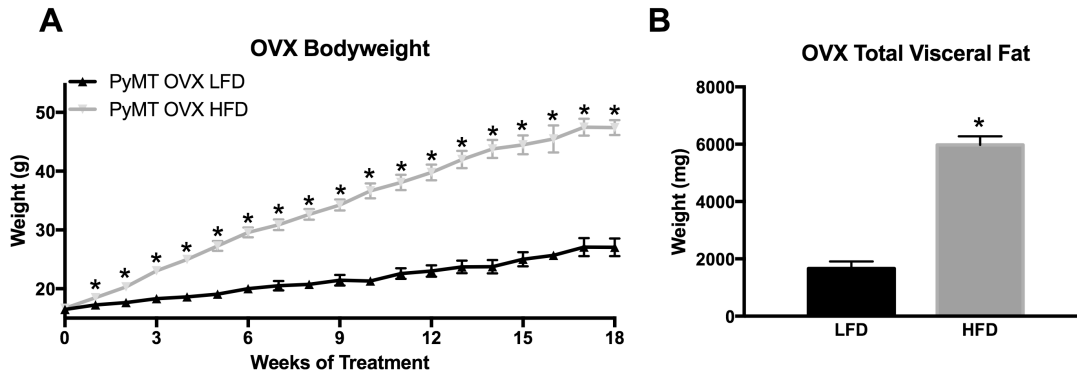 A
OVX Bodyweight
PyMT OVX LFD
PyMT OVX HFD
Weight (g)
50
40
30
20
* * * * * * * * * * * * * * * * * *
0 3 6 9 12 15 18
Weeks of Treatment
B
OVX Total Visceral Fat
Weight (mg)
8000
6000
4000
2000
0
*
LFD HFD